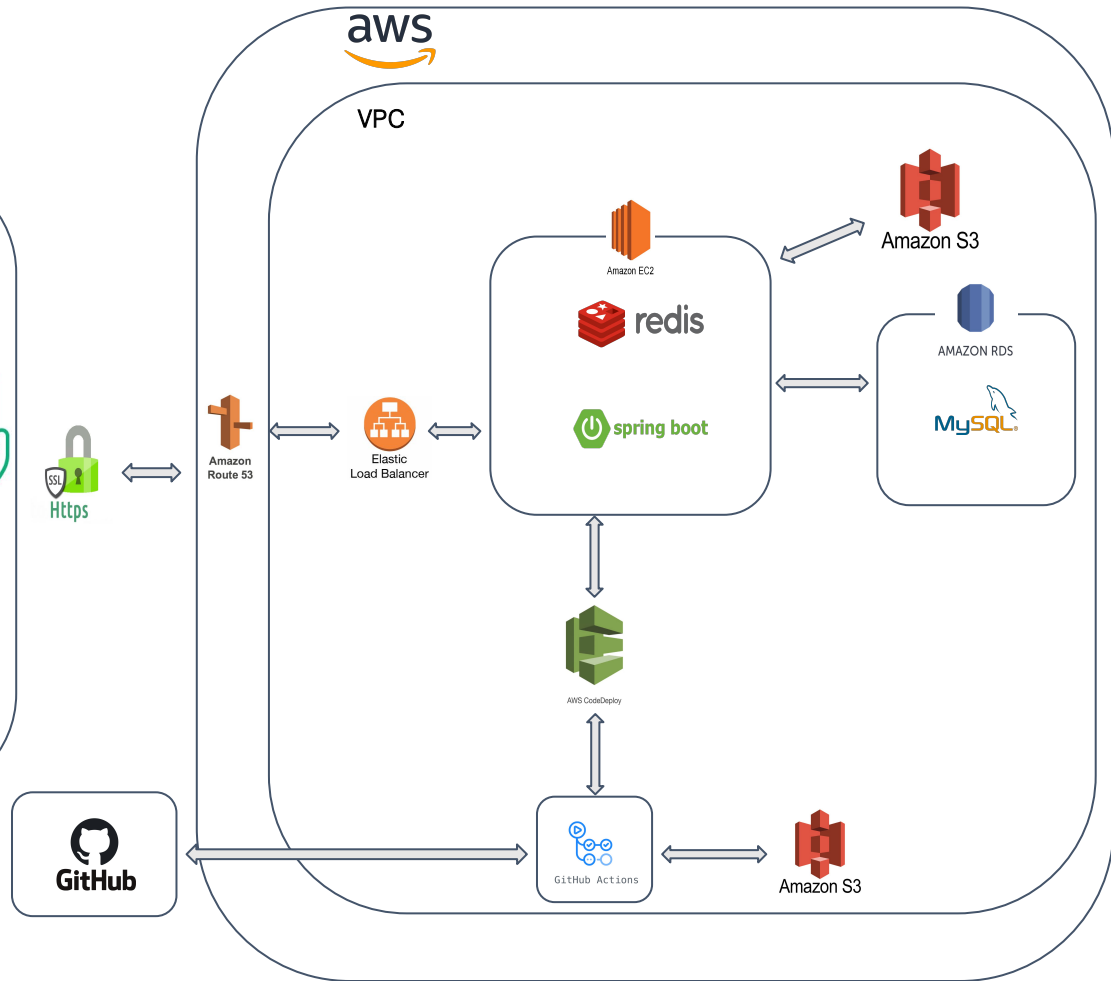 aws
VPC
Amazon S3
Amazon EC2
redis
AMAZON RDS
MySQL
spring boot
Amazon
Route 53
Elastic
Load Balancer
SSL
Https
AWS CodeDeploy
GitHub
GitHub Actions
Amazon S3